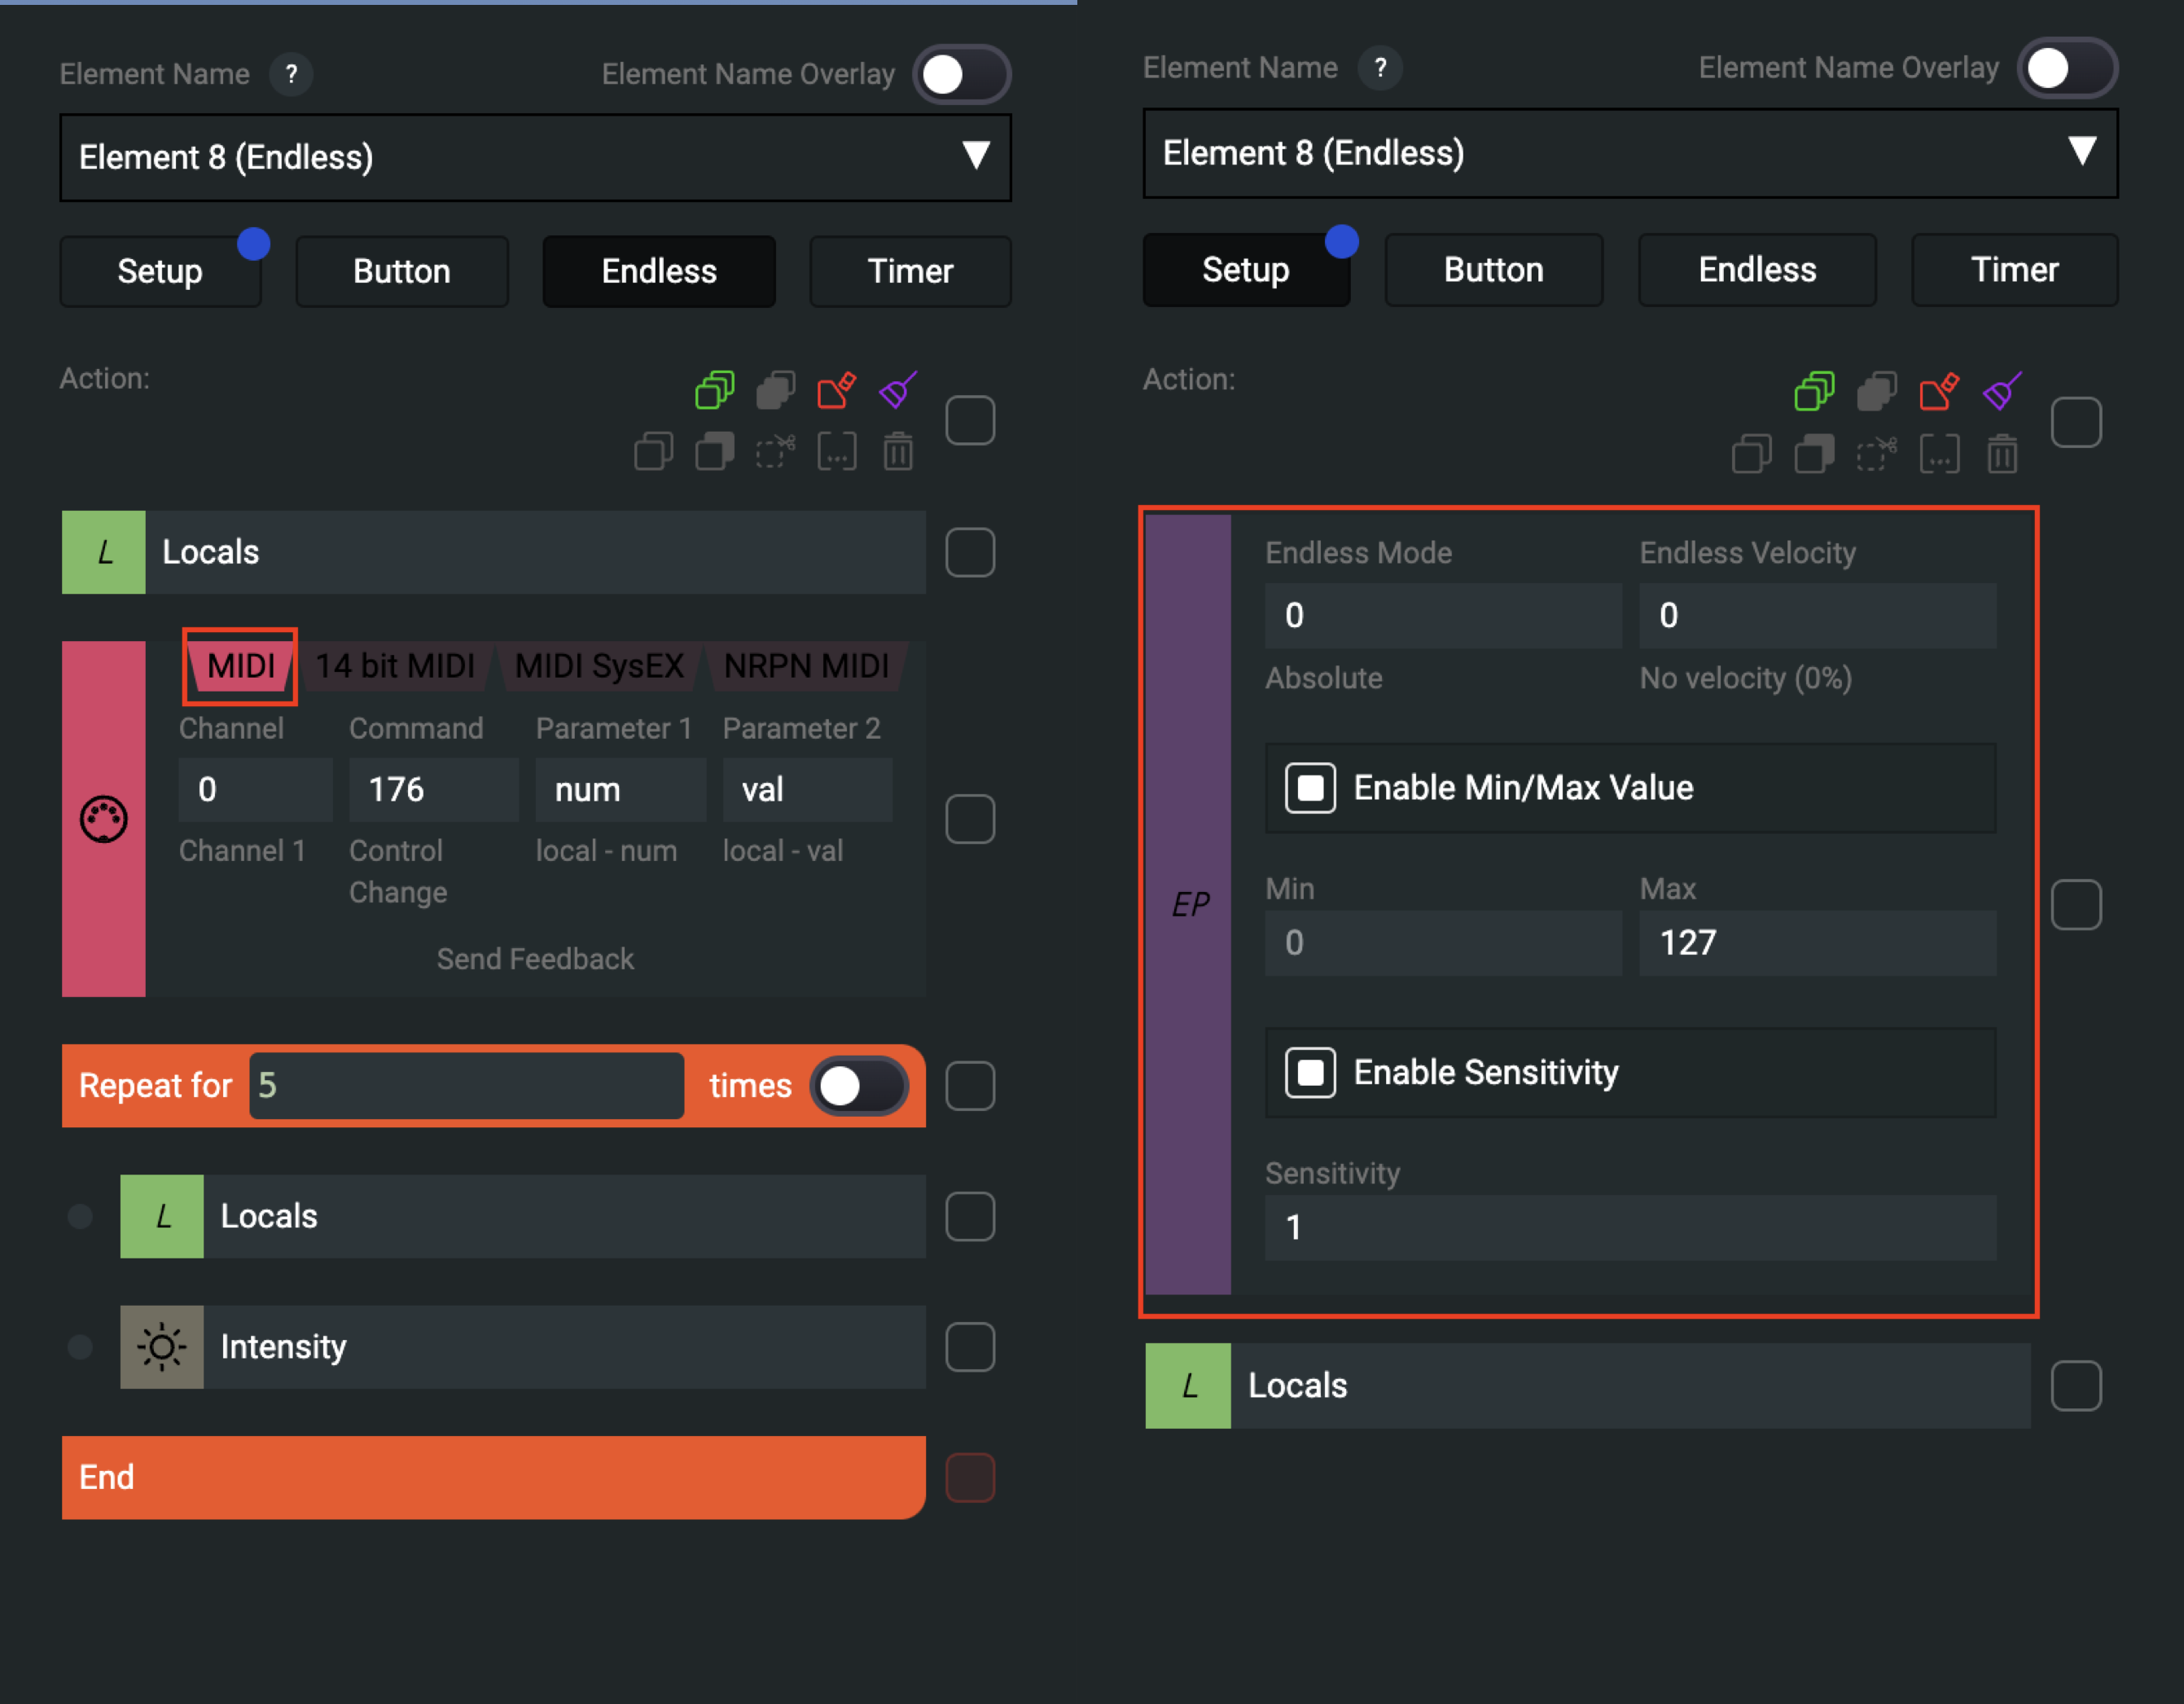 Element Name ? Element Name Overlay
Element 8 (Endless) ▼
Setup Button Endless Timer
Action:
L Locals
MIDI 14 bit MIDI MIDI SysEX NRPN MIDI
Channel Command Parameter 1 Parameter 2
0 176 num val
Channel 1 Control Change local - num local - val
Send Feedback
Repeat for 5 times
L Locals
Intensity
End
Element Name ? Element Name Overlay
Element 8 (Endless) ▼
Setup Button Endless Timer
Action:
Endless Mode Endless Velocity
0 0
Absolute No velocity (0%)
Enable Min/Max Value
EP
Min Max
0 127
Enable Sensitivity
Sensitivity
1
L Locals